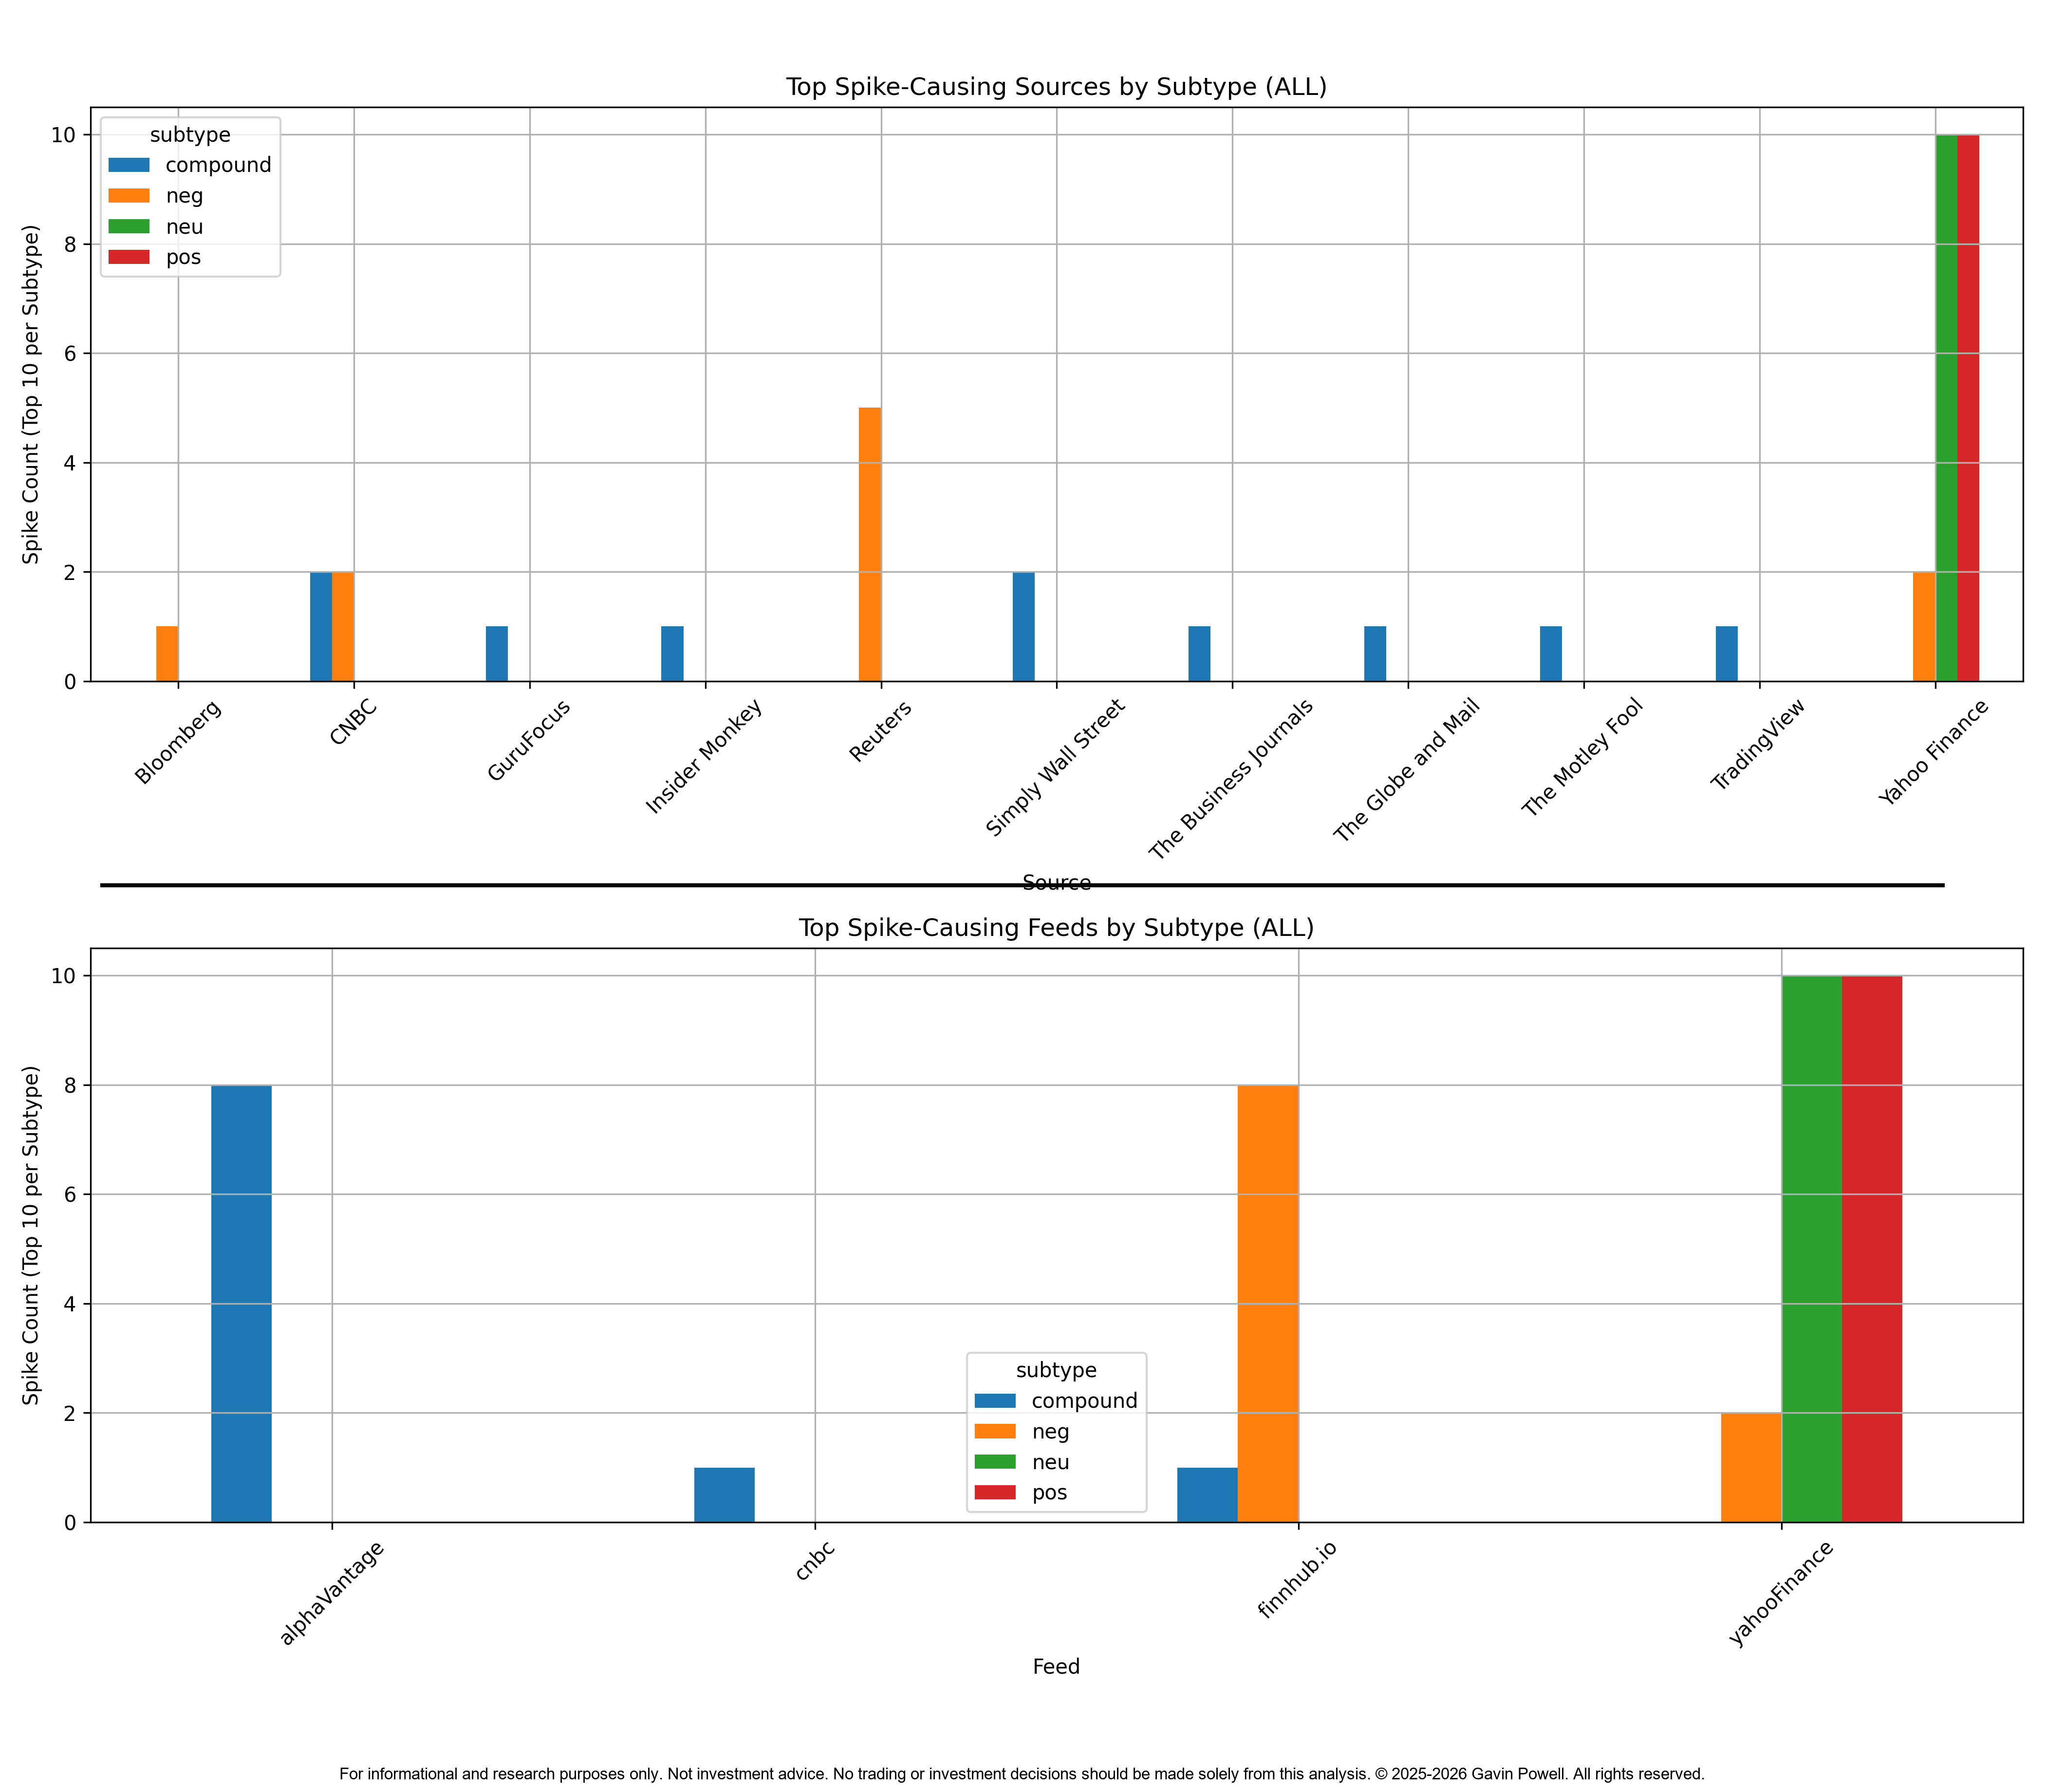 Top Spike-Causing Sources by Subtype (ALL)
Spike Count (Top 10 per Subtype)
10
8
6
4
2
0
subtype
compound
neg
neu
pos
Bloomberg
CNBC
GuruFocus
Insider Monkey
Reuters
Simply Wall Street
The Business Journals
The Globe and Mail
The Motley Fool
TradingView
Yahoo Finance
Source
Top Spike-Causing Feeds by Subtype (ALL)
Spike Count (Top 10 per Subtype)
10
8
6
4
2
0
subtype
compound
neg
neu
pos
alphaVantage
cnbc
finnhub.io
yahooFinance
Feed
For informational and research purposes only. Not investment advice. No trading or investment decisions should be made solely from this analysis. © 2025-2026 Gavin Powell. All rights reserved.